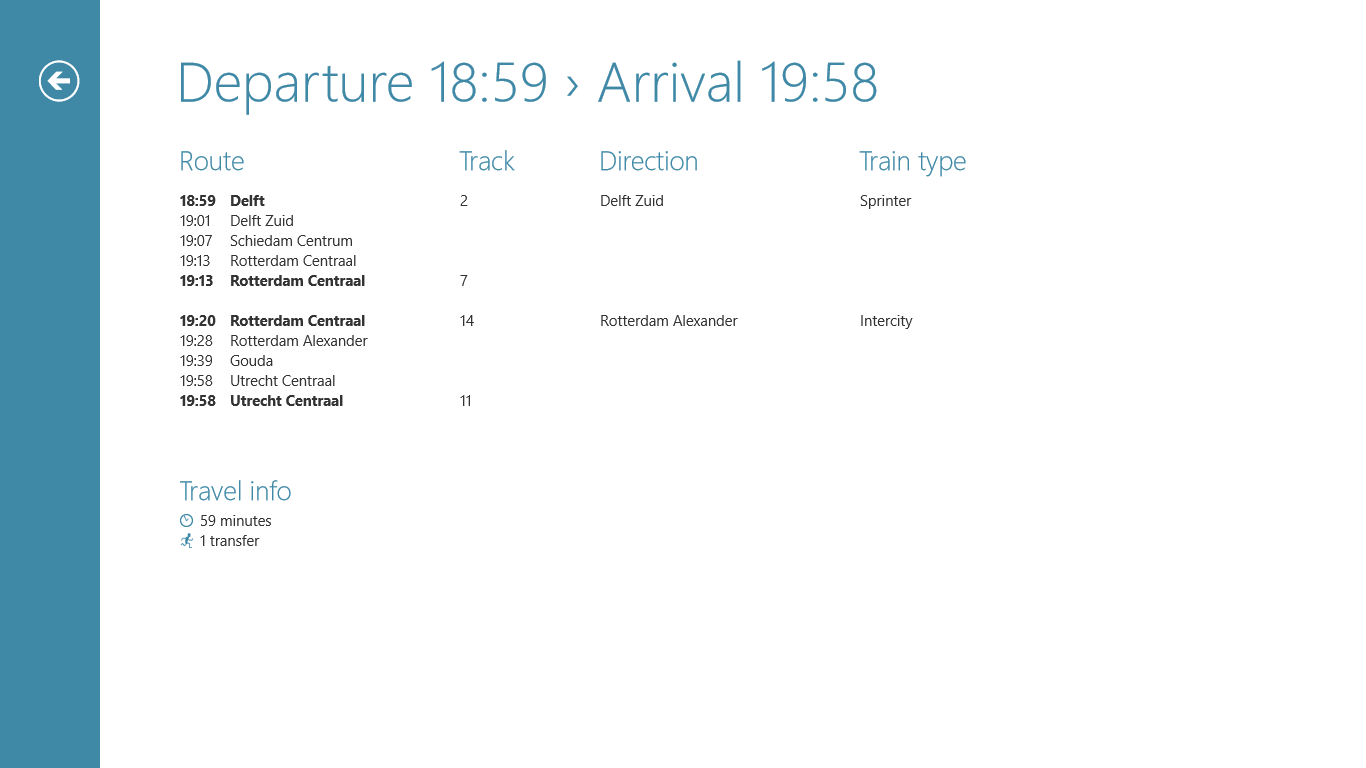 Departure 18:59 › Arrival 19:58
Route Track Direction Train type
18:59 Delft 2 Delft Zuid Sprinter
19:01 Delft Zuid
19:07 Schiedam Centrum
19:13 Rotterdam Centraal
19:13 Rotterdam Centraal 7
19:20 Rotterdam Centraal 14 Rotterdam Alexander Intercity
19:28 Rotterdam Alexander
19:39 Gouda
19:58 Utrecht Centraal
19:58 Utrecht Centraal 11
Travel info
59 minutes
1 transfer